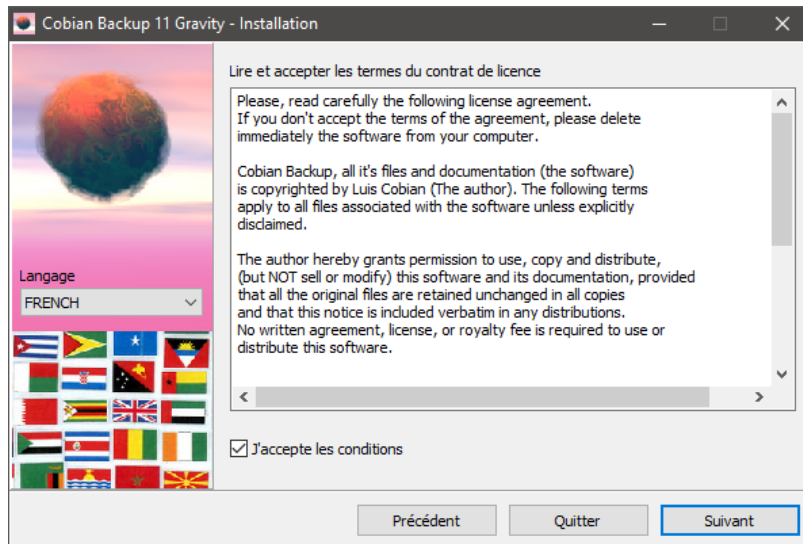 Cobian Backup 11 Gravity - Installation
Lire et accepter les termes du contrat de licence
Please, read carefully the following license agreement.
If you don't accept the terms of the agreement, please delete
immediately the software from your computer.
Cobian Backup, all it's files and documentation (the software)
is copyrighted by Luis Cobian (The author). The following terms
apply to all files associated with the software unless explicitly
disclaimed.
The author hereby grants permission to use, copy and distribute,
(but NOT sell or modify) this software and its documentation, provided
that all the original files are retained unchanged in all copies
and that this notice is included verbatim in any distributions.
No written agreement, license, or royalty fee is required to use or
distribute this software.
Langage
FRENCH
J'accepte les conditions
Précédent
Quitter
Suivant